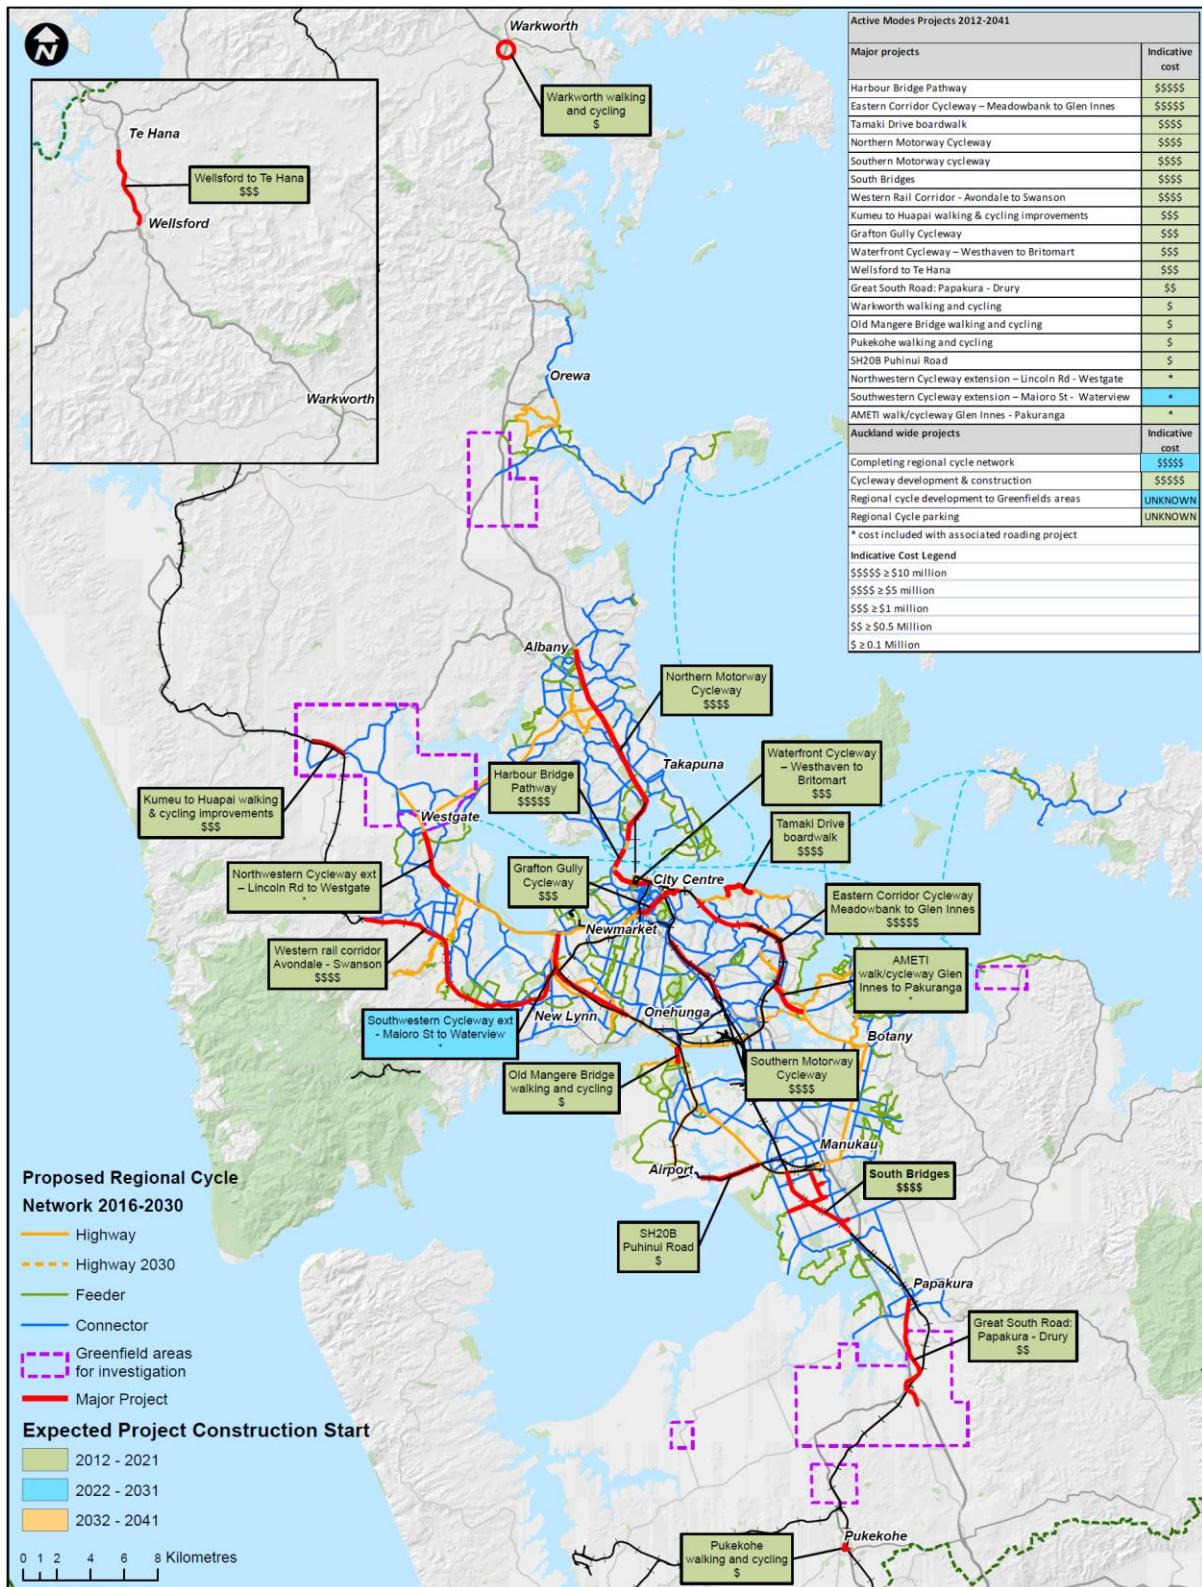 N
Te Hana
Wellsford to Te Hana
$$$
Wellsford
Warkworth
Warkworth
Warkworth walking
and cycling
$
Active Modes Projects 2012-2041
Major projects Indicative cost
Harbour Bridge Pathway $$$$$
Eastern Corridor Cycleway – Meadowbank to Glen Innes $$$$$
Tamaki Drive boardwalk $$$$
Northern Motorway Cycleway $$$$
Southern Motorway cycleway $$$$
South Bridges $$$$
Western Rail Corridor - Avondale to Swanson $$$$
Kumeu to Huapai walking & cycling improvements $$$
Grafton Gully Cycleway $$$
Waterfront Cycleway – Westhaven to Britomart $$$
Wellsford to Te Hana $$$
Great South Road: Papakura - Drury $$
Warkworth walking and cycling $
Old Mangere Bridge walking and cycling $
Pukekohe walking and cycling $
SH20B Puhinui Road $
Northwestern Cycleway extension – Lincoln Rd - Westgate *
Southwestern Cycleway extension – Maioro St - Waterview *
AMETI walk/cycleway Glen Innes - Pakuranga *
Auckland wide projects Indicative cost
Completing regional cycle network $$$$$
Cycleway development & construction $$$$$
Regional cycle development to Greenfields areas UNKNOWN
Regional Cycle parking UNKNOWN
* cost included with associated roading project
Indicative Cost Legend
$$$$$ ≥ $10 million
$$$$ ≥ $5 million
$$$ ≥ $1 million
$$ ≥ $0.5 Million
$ ≥ 0.1 Million
Orewa
Albany
Northern Motorway
Cycleway
$$$$
Takapuna
Waterfront Cycleway
– Westhaven to
Britomart
$$$
Harbour Bridge
Pathway
$$$$$
Kumeu to Huapai walking
& cycling improvements
$$$
Westgate
Tamaki Drive
boardwalk
$$$$
Northwestern Cycleway ext
– Lincoln Rd to Westgate
*
Grafton Gully
Cycleway
$$$
City Centre
Eastern Corridor Cycleway
Meadowbank to Glen Innes
$$$$$
Newmarket
Western rail corridor
Avondale - Swanson
$$$$
AMETI
walk/cycleway Glen
Innes to Pakuranga
*
Southwestern Cycleway ext
- Maioro St to Waterview
*
New Lynn
Onehunga
Botany
Old Mangere Bridge
walking and cycling
$
Southern Motorway
Cycleway
$$$$
Manukau
Airport
South Bridges
$$$$
SH20B
Puhinui Road
$
Papakura
Great South Road:
Papakura - Drury
$$
Pukekohe
Pukekohe
walking and cycling
$
Proposed Regional Cycle
Network 2016-2030
Highway
Highway 2030
Feeder
Connector
Greenfield areas
for investigation
Major Project
Expected Project Construction Start
2012 - 2021
2022 - 2031
2032 - 2041
0 1 2 4 6 8 Kilometres